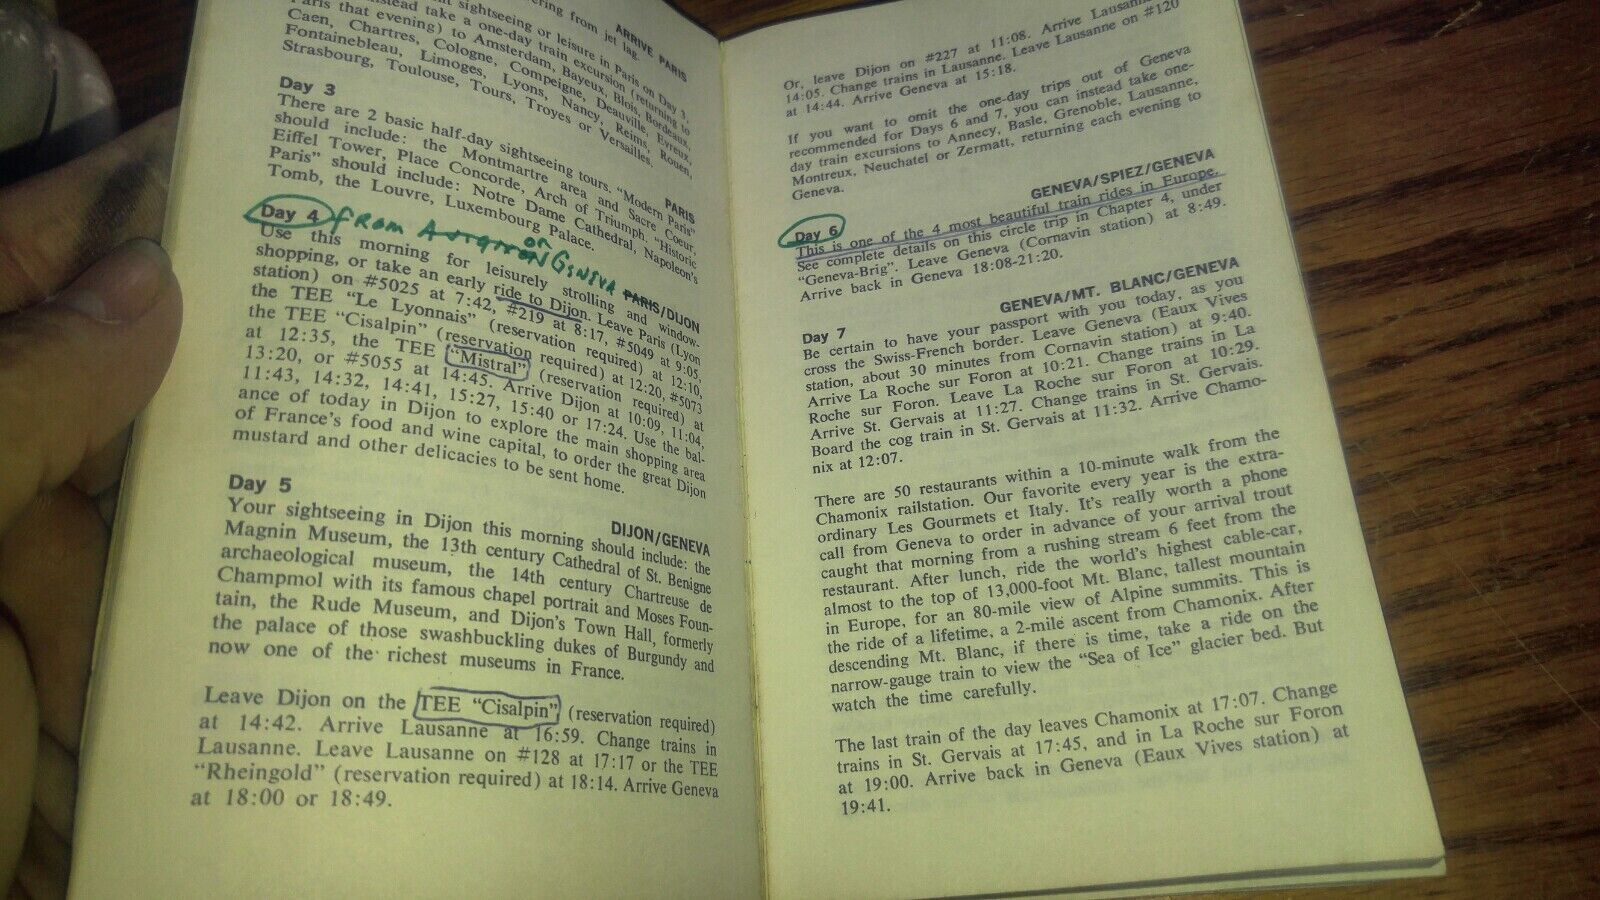 ering from jet lag.
ARRIVE PARIS
sightseeing or leisure in Paris on Day 3,
instead take a one-day train excursion (returning to
Paris that evening) to Amsterdam, Bayeux, Blois, Bordeaux,
Caen, Chartres, Cologne, Compeigne, Deauville, Evreux,
Fontainebleau, Limoges, Lyons, Nancy, Reims, Rouen,
Strasbourg, Toulouse, Tours, Troyes or Versailles.
Day 3
PARIS
There are 2 basic half-day sightseeing tours. "Modern Paris"
should include: the Montmartre area and Sacre Coeur,
Eiffel Tower, Place Concorde, Arch of Triumph. "Historic
Paris" should include: Notre Dame Cathedral, Napoleon's
Tomb, the Louvre, Luxembourg Palace.
Day 4 FROM AVIGNON OR GENEVA
PARIS/DIJON
Use this morning for leisurely strolling and window-
shopping, or take an early ride to Dijon. Leave Paris (Lyon
station) on #5025 at 7:42, #219 at 8:17, #5049 at 9:05,
the TEE "Le Lyonnais" (reservation required) at 12:10,
the TEE "Cisalpin" (reservation required) at 12:20, #5073
at 12:35, the TEE "Mistral" (reservation required) at
13:20, or #5055 at 14:45. Arrive Dijon at 10:09, 11:04,
11:43, 14:32, 14:41, 15:27, 15:40 or 17:24. Use the bal-
ance of today in Dijon to explore the main shopping area
of France's food and wine capital, to order the great Dijon
mustard and other delicacies to be sent home.
Day 5
DIJON/GENEVA
Your sightseeing in Dijon this morning should include: the
Magnin Museum, the 13th century Cathedral of St. Benigne
archaeological museum, the 14th century Chartreuse de
Champmol with its famous chapel portrait and Moses Foun-
tain, the Rude Museum, and Dijon's Town Hall, formerly
the palace of those swashbuckling dukes of Burgundy and
now one of the richest museums in France.
Leave Dijon on the TEE "Cisalpin" (reservation required)
at 14:42. Arrive Lausanne at 16:59. Change trains in
Lausanne. Leave Lausanne on #128 at 17:17 or the TEE
"Rheingold" (reservation required) at 18:14. Arrive Geneva
at 18:00 or 18:49.
Or, leave Dijon on #227 at 11:08. Arrive Lausanne
14:05. Change trains in Lausanne. Leave Lausanne on #120
at 14:44. Arrive Geneva at 15:18.
If you want to omit the one-day trips out of Geneva
recommended for Days 6 and 7, you can instead take one-
day train excursions to Annecy, Basle, Grenoble, Lausanne,
Montreux, Neuchatel or Zermatt, returning each evening to
Geneva.
GENEVA/SPIEZ/GENEVA
Day 6
This is one of the 4 most beautiful train rides in Europe.
See complete details on this circle trip in Chapter 4, under
"Geneva-Brig". Leave Geneva (Cornavin station) at 8:49.
Arrive back in Geneva 18:08-21:20.
GENEVA/MT. BLANC/GENEVA
Day 7
Be certain to have your passport with you today, as you
cross the Swiss-French border. Leave Geneva (Eaux Vives
station, about 30 minutes from Cornavin station) at 9:40.
Arrive La Roche sur Foron at 10:21. Change trains in La
Roche sur Foron. Leave La Roche sur Foron at 10:29.
Arrive St. Gervais at 11:27. Change trains in St. Gervais.
Board the cog train in St. Gervais at 11:32. Arrive Chamo-
nix at 12:07.
There are 50 restaurants within a 10-minute walk from the
Chamonix railstation. Our favorite every year is the extra-
ordinary Les Gourmets et Italy. It's really worth a phone
call from Geneva to order in advance of your arrival trout
caught that morning from a rushing stream 6 feet from the
restaurant. After lunch, ride the world's highest cable-car,
almost to the top of 13,000-foot Mt. Blanc, tallest mountain
in Europe, for an 80-mile view of Alpine summits. This is
the ride of a lifetime, a 2-mile ascent from Chamonix. After
descending Mt. Blanc, if there is time, take a ride on the
narrow-gauge train to view the "Sea of Ice" glacier bed. But
watch the time carefully.
The last train of the day leaves Chamonix at 17:07. Change
trains in St. Gervais at 17:45, and in La Roche sur Foron
at 19:00. Arrive back in Geneva (Eaux Vives station) at
19:41.